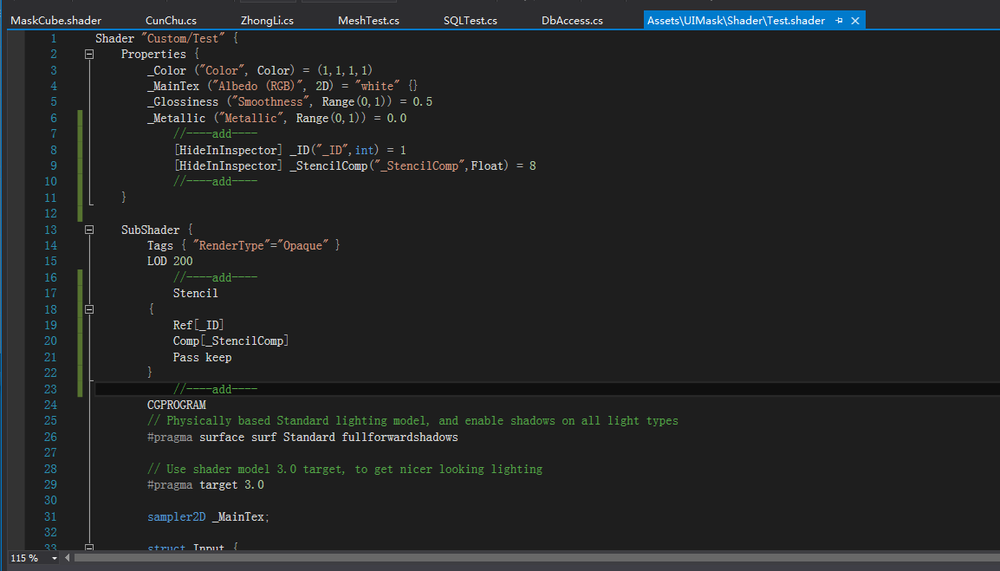 MaskCube.shader CunChu.cs ZhongLi.cs MeshTest.cs SQLTest.cs DbAccess.cs Assets\UIMask\Shader\Test.shader
1 Shader "Custom/Test" {
2 Properties {
3 _Color ("Color", Color) = (1,1,1,1)
4 _MainTex ("Albedo (RGB)", 2D) = "white" {}
5 _Glossiness ("Smoothness", Range(0,1)) = 0.5
6 _Metallic ("Metallic", Range(0,1)) = 0.0
7 //----add----
8 [HideInInspector] _ID("_ID",int) = 1
9 [HideInInspector] _StencilComp("_StencilComp",Float) = 8
10 //----add----
11 }
12
13 SubShader {
14 Tags { "RenderType"="Opaque" }
15 LOD 200
16 //----add----
17 Stencil
18 {
19 Ref[_ID]
20 Comp[_StencilComp]
21 Pass keep
22 }
23 //----add----
24 CGPROGRAM
25 // Physically based Standard lighting model, and enable shadows on all light types
26 #pragma surface surf Standard fullforwardshadows
27
28 // Use shader model 3.0 target, to get nicer looking lighting
29 #pragma target 3.0
30
31 sampler2D _MainTex;
32
33 struct Input {
115 %